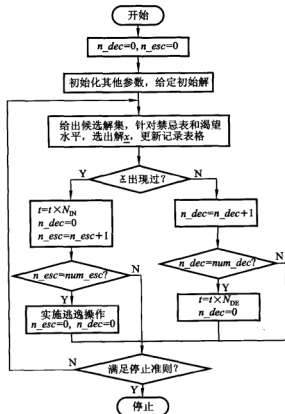 开始
n_dec=0, n_esc=0
初始化其他参数，给定初始解
给出候选解集，针对禁忌表和渴望
水平，选出解x，更新记录表格
x出现过？
Y
N
t=t×N_IN
n_dec=0
n_esc=n_esc+1
n_dec=n_dec+1
n_esc=num_esc?
N
n_dec=num_dec?
N
Y
Y
实施逃逸操作
n_esc=0, n_dec=0
t=t×N_DE
n_dec=0
N
满足停止准则？
Y
停止